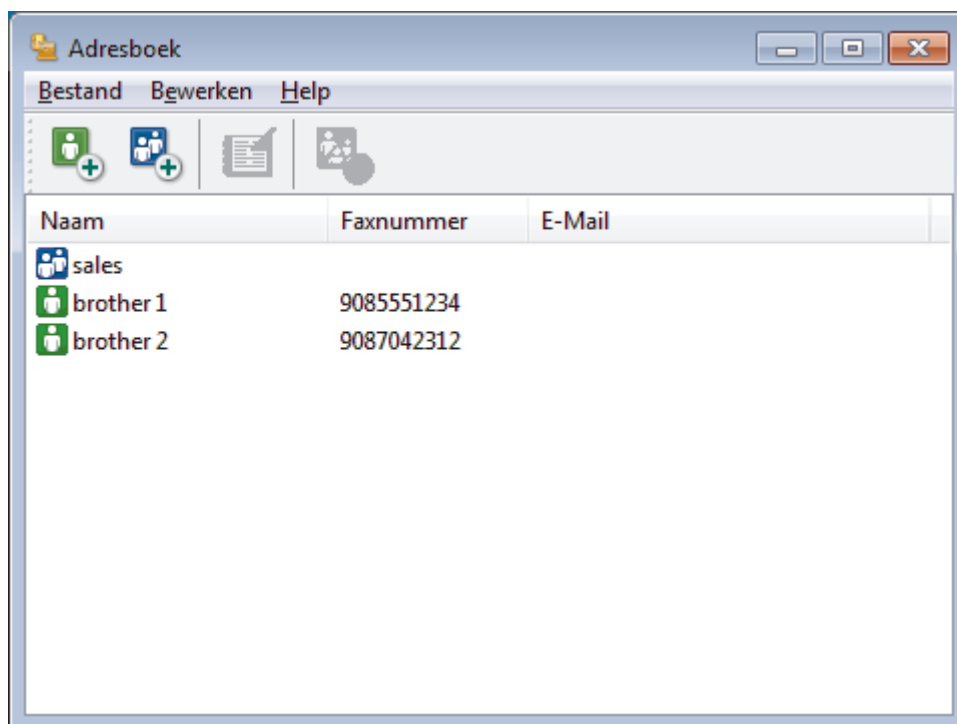 Adresboek
Bestand Bewerken Help
Naam Faxnummer E-Mail
sales
brother 1 9085551234
brother 2 9087042312